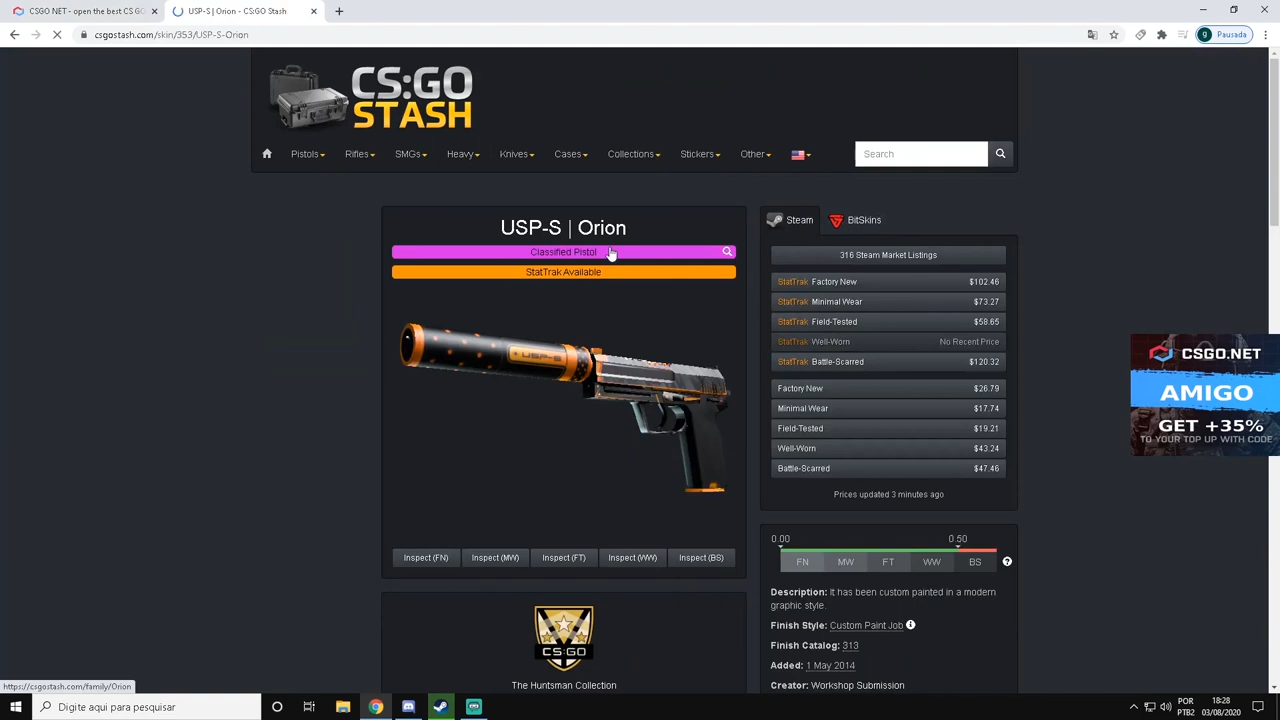 CSGO NET - open the best CS GO
USP-S | Orion - CS:GO Stash
csgostash.com/skin/353/USP-S-Orion
g Pausada
CS:GO
STASH
Pistols Rifles SMGs Heavy Knives Cases Collections Stickers Other
Search
USP-S | Orion
Classified Pistol
StatTrak Available
USP-S
Inspect (FN) Inspect (MW) Inspect (FT) Inspect (WW) Inspect (BS)
CS:GO
The Huntsman Collection
Steam BitSkins
316 Steam Market Listings
StatTrak Factory New $102.46
StatTrak Minimal Wear $73.27
StatTrak Field-Tested $58.65
StatTrak Well-Worn No Recent Price
StatTrak Battle-Scarred $120.32
Factory New $26.79
Minimal Wear $17.74
Field-Tested $19.21
Well-Worn $43.24
Battle-Scarred $47.46
Prices updated 3 minutes ago
0.00 0.50
FN MW FT WW BS
Description: It has been custom painted in a modern
graphic style.
Finish Style: Custom Paint Job
Finish Catalog: 313
Added: 1 May 2014
Creator: Workshop Submission
CSGO.NET
AMIGO
GET +35%
TO YOUR TOP UP WITH CODE
https://csgostash.com/family/Orion
Digite aqui para pesquisar
POR
PTB2
18:28
03/08/2020